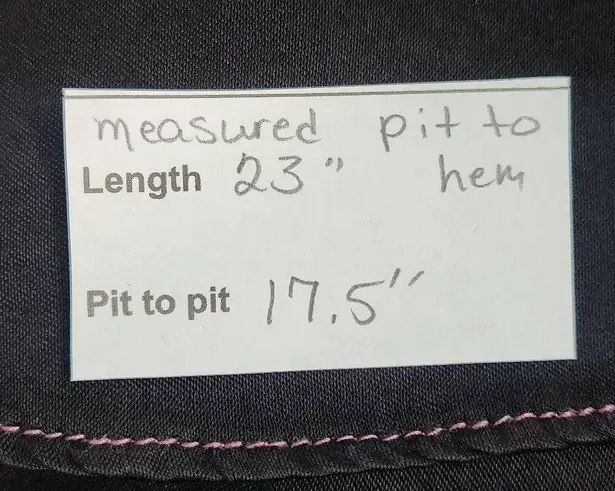 measured pit to
Length 23" hem
Pit to pit 17.5"